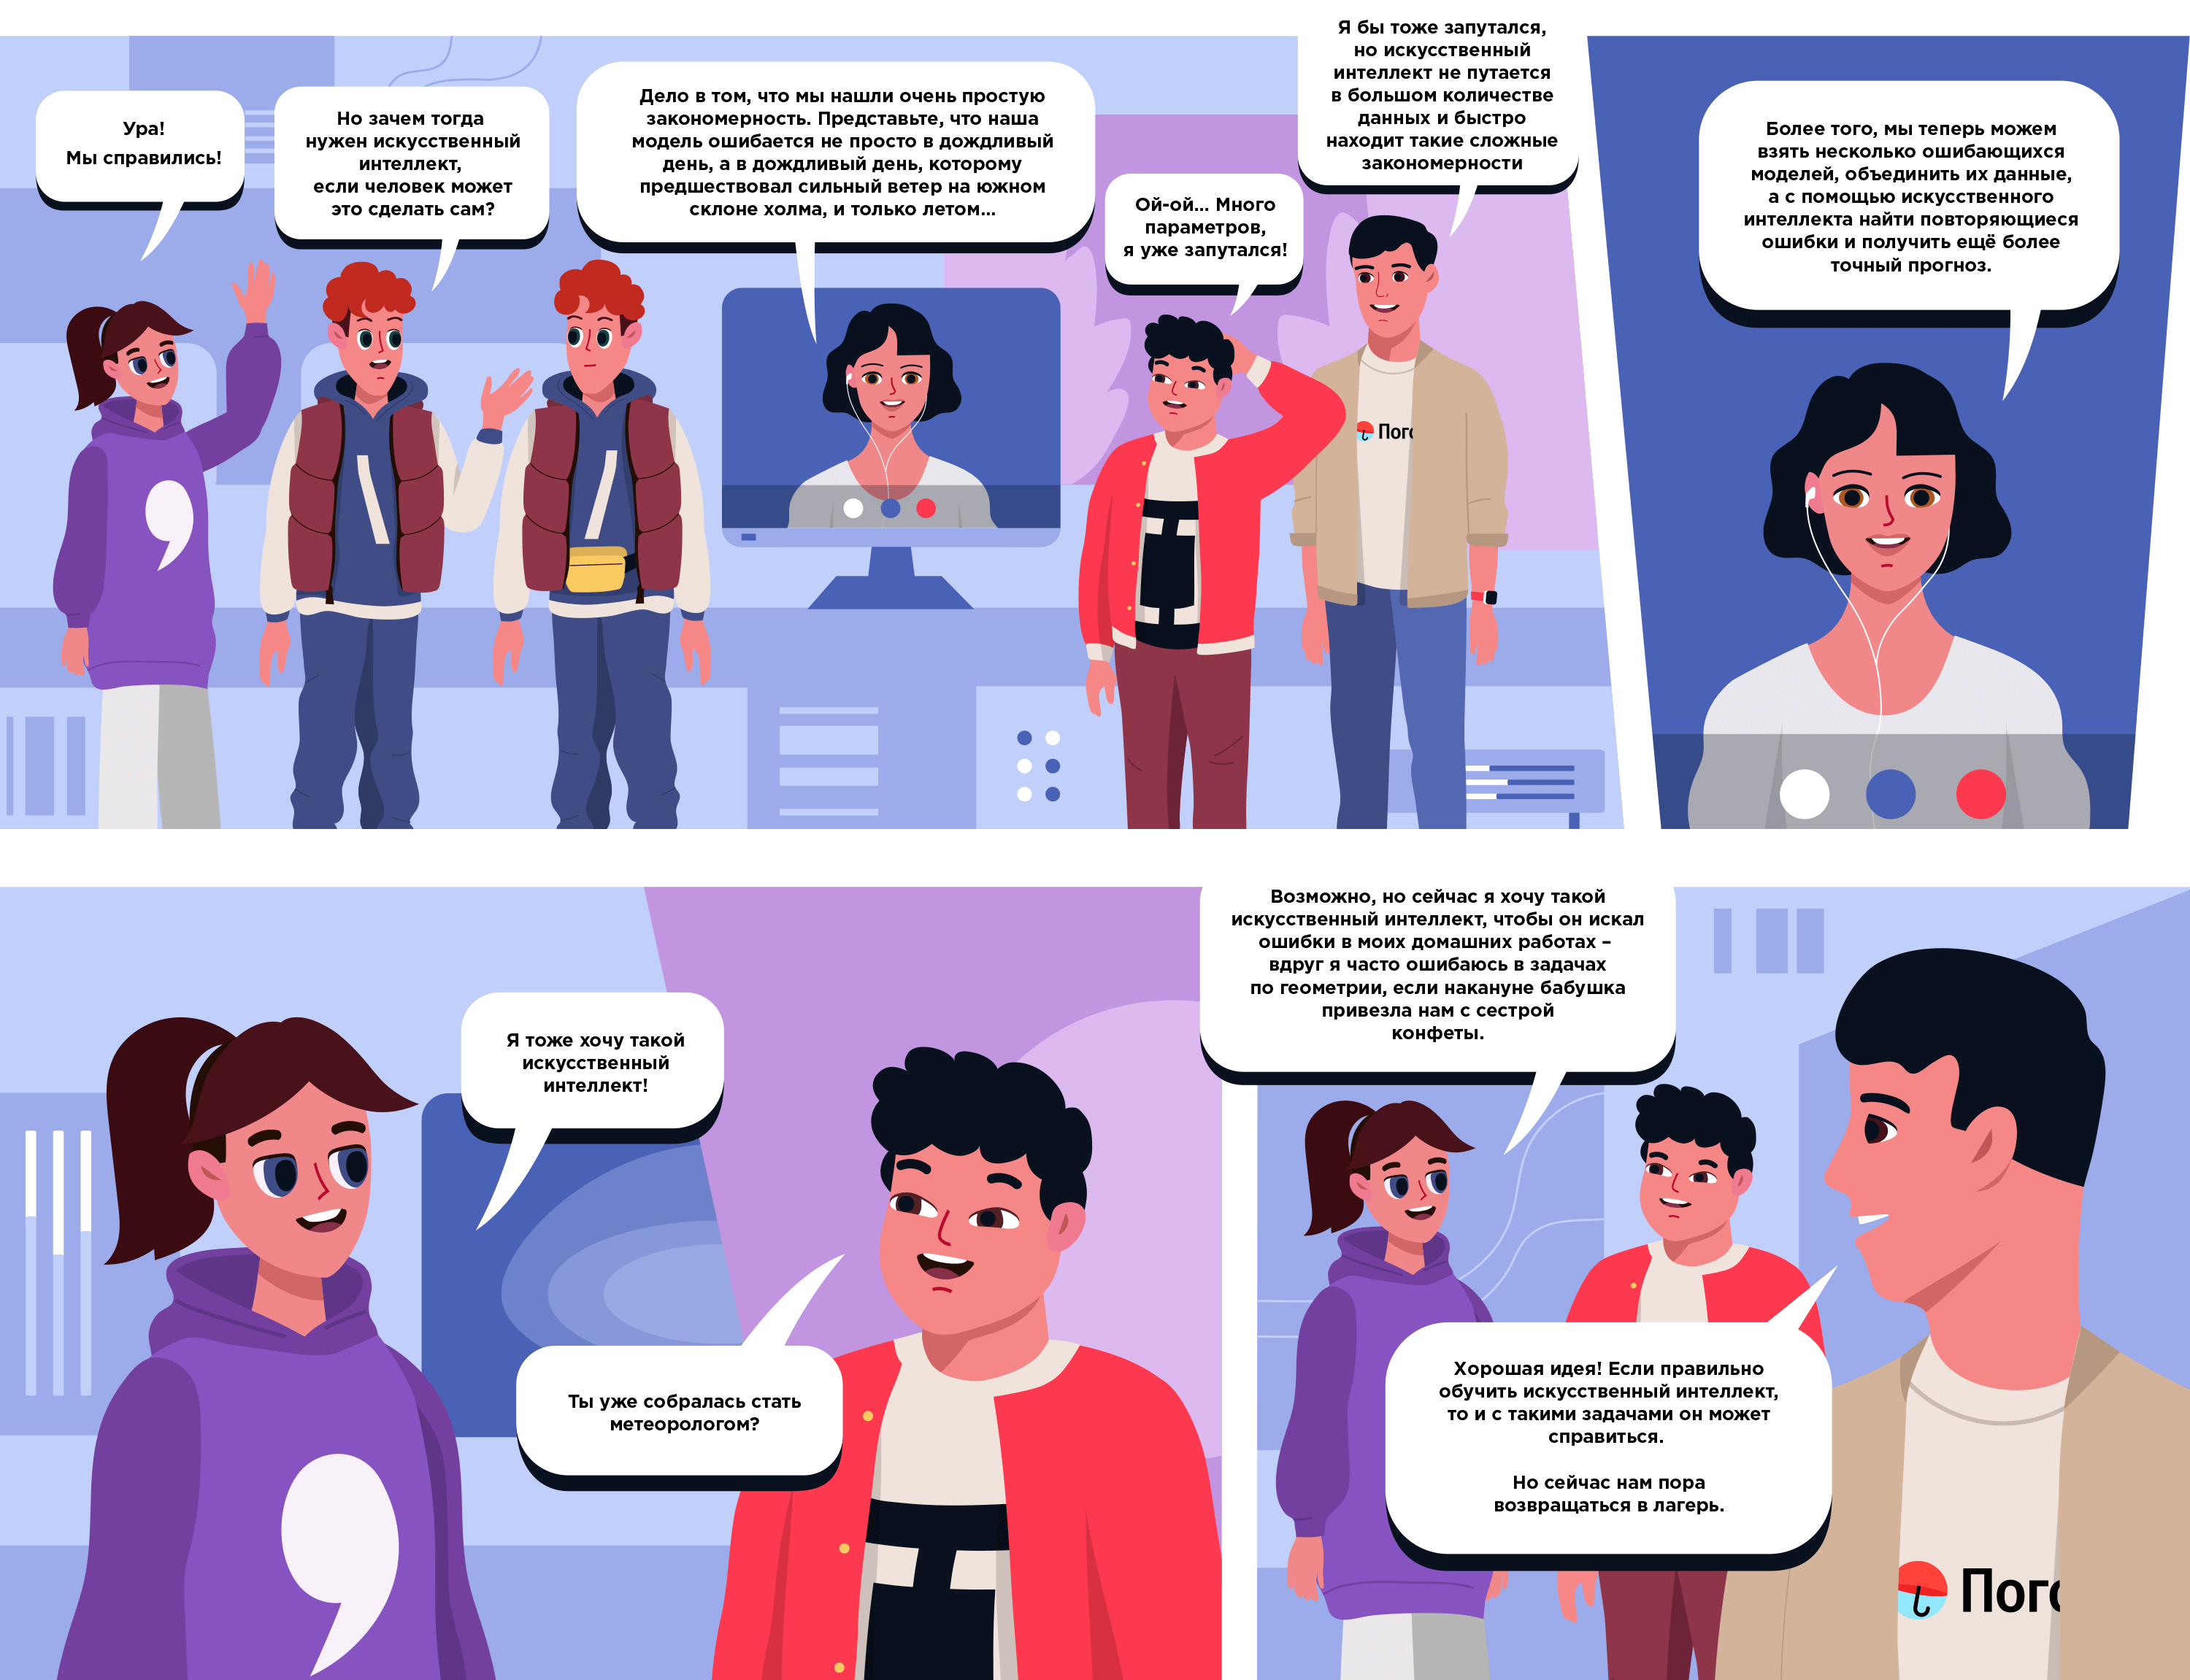 Ура!
Мы справились!
Но зачем тогда
нужен искусственный
интеллект,
если человек может
это сделать сам?
Дело в том, что мы нашли очень простую
закономерность. Представьте, что наша
модель ошибается не просто в дождливый
день, а в дождливый день, которому
предшествовал сильный ветер на южном
склоне холма, и только летом...
Ой-ой... Много
параметров,
я уже запутался!
Я бы тоже запутался,
но искусственный
интеллект не путается
в большом количестве
данных и быстро
находит такие сложные
закономерности
Пого
Более того, мы теперь можем
взять несколько ошибающихся
моделей, объединить их данные,
а с помощью искусственного
интеллекта найти повторяющиеся
ошибки и получить ещё более
точный прогноз.
Я тоже хочу такой
искусственный
интеллект!
Ты уже собралась стать
метеорологом?
Возможно, но сейчас я хочу такой
искусственный интеллект, чтобы он искал
ошибки в моих домашних работах –
вдруг я часто ошибаюсь в задачах
по геометрии, если накануне бабушка
привезла нам с сестрой
конфеты.
Хорошая идея! Если правильно
обучить искусственный интеллект,
то и с такими задачами он может
справиться.
Но сейчас нам пора
возвращаться в лагерь.
Пого